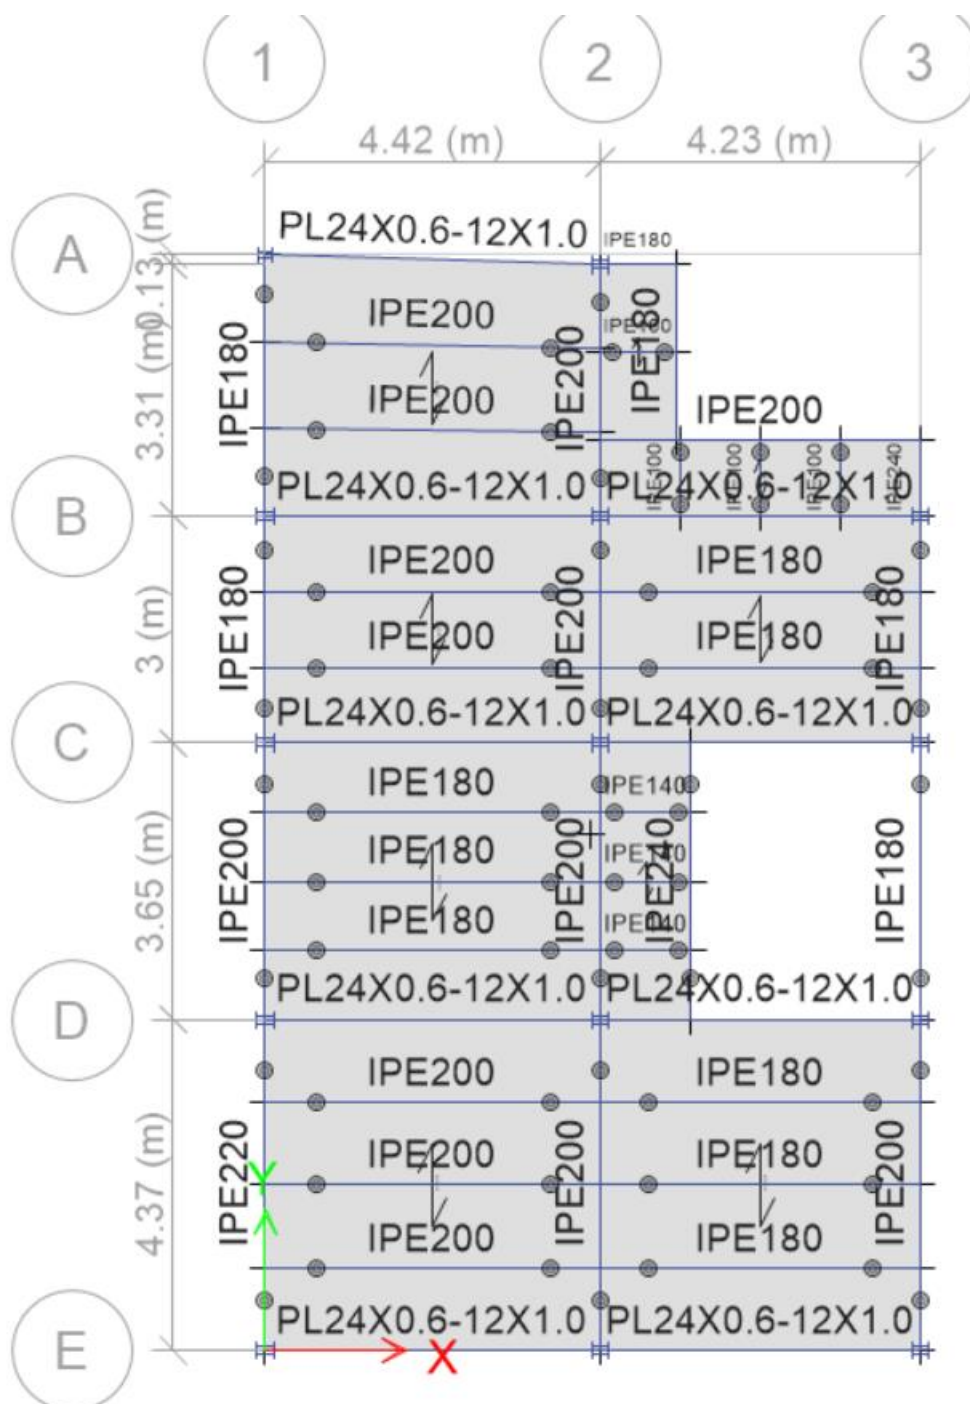 1 2 3
4.42 (m) 4.23 (m)
A
0.13 (m)
PL24X0.6-12X1.0 IPE180
IPE200 IPE180
IPE180 IPE200
3.31 (m)
IPE200
IPE200
IPE100 IPE100 IPE240
B
PL24X0.6-12X1.0 PL24X0.6-12X1.0
IPE200 IPE180
3 (m) IPE180 IPE200 IPE180
IPE200 IPE180
C
PL24X0.6-12X1.0 PL24X0.6-12X1.0
IPE180 IPE140
3.65 (m) IPE200 IPE180 IPE200 IPE240 IPE180
IPE180 IPE140
D
PL24X0.6-12X1.0 PL24X0.6-12X1.0
IPE200 IPE180
4.37 (m) IPE220 IPE200 IPE200 IPE180 IPE200
Y
IPE200 IPE180
E
PL24X0.6-12X1.0 PL24X0.6-12X1.0
X